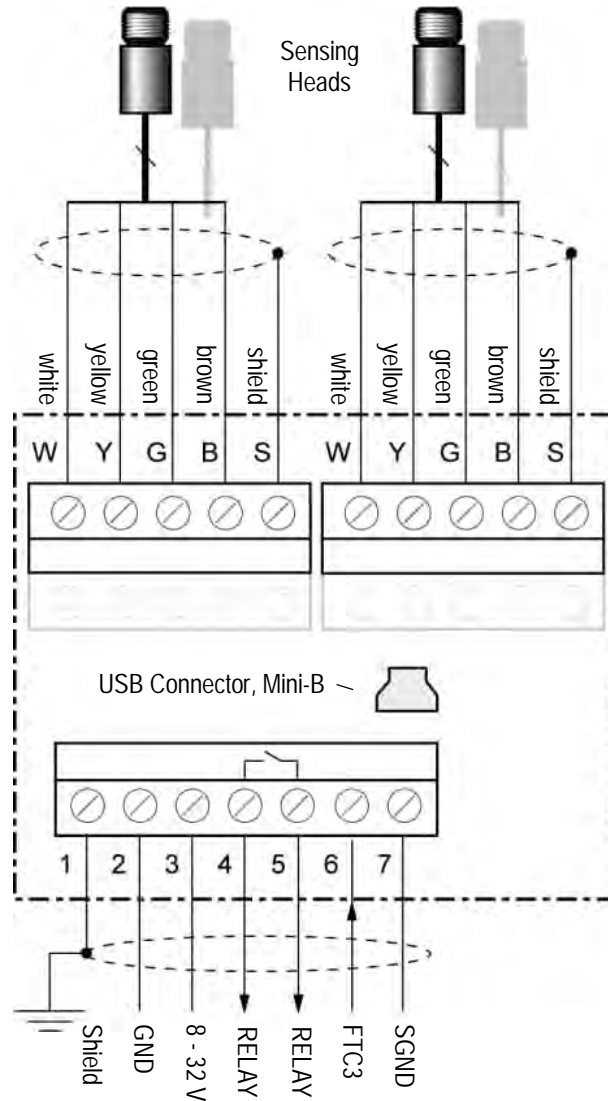 Sensing
Heads
white yellow green brown shield white yellow green brown shield
W Y G B S W Y G B S
USB Connector, Mini-B
1 2 3 4 5 6 7
Shield GND 8 - 32 V RELAY RELAY FTC3 SGND